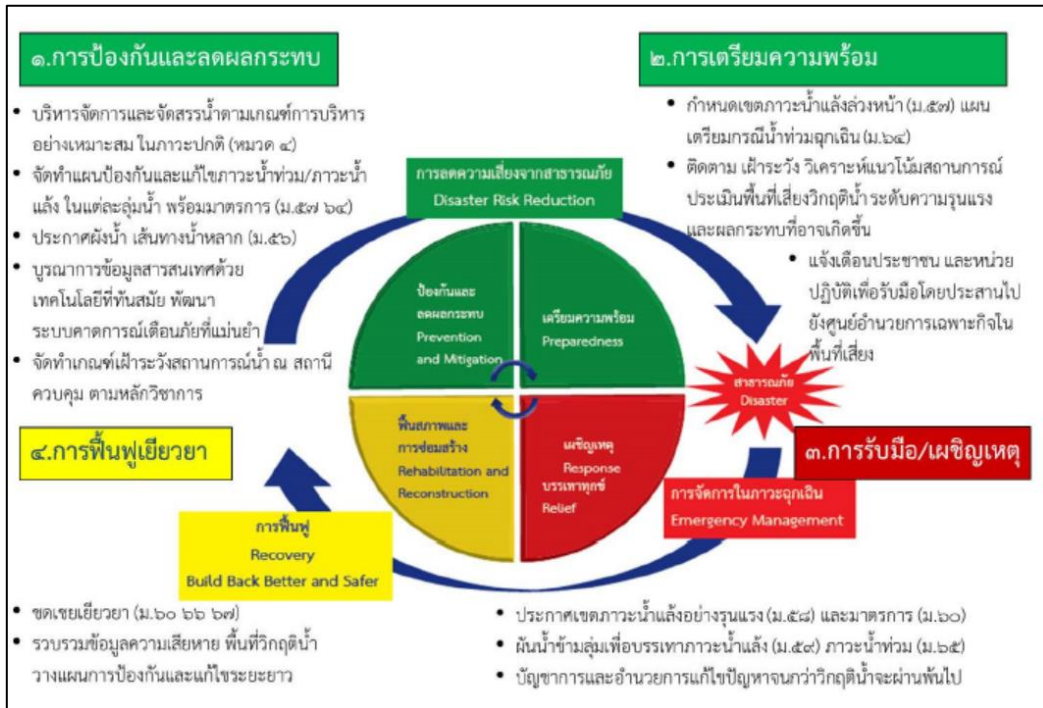 ๑.การป้องกันและลดผลกระทบ
• บริหารจัดการและจัดสรรน้ำตามเกณฑ์การบริหาร
อย่างเหมาะสม ในภาวะปกติ (หมวด ๔)
• จัดทำแผนป้องกันและแก้ไขภาวะน้ำท่วม/ภาวะน้ำ
แล้ง ในแต่ละลุ่มน้ำ พร้อมมาตรการ (ม.๕๗ ๖๔)
• ประกาศผังน้ำ เส้นทางน้ำหลาก (ม.๕๖)
• บูรณาการข้อมูลสารสนเทศด้วย
เทคโนโลยีที่ทันสมัย พัฒนา
ระบบคาดการณ์เตือนภัยที่แม่นยำ
• จัดทำเกณฑ์เฝ้าระวังสถานการณ์น้ำ ณ สถานี
ควบคุม ตามหลักวิชาการ
๒.การเตรียมความพร้อม
• กำหนดเขตภาวะน้ำแล้งล่วงหน้า (ม.๕๗) แผน
เตรียมกรณีน้ำท่วมฉุกเฉิน (ม.๖๔)
• ติดตาม เฝ้าระวัง วิเคราะห์แนวโน้มสถานการณ์
ประเมินพื้นที่เสี่ยงวิกฤติน้ำ ระดับความรุนแรง
และผลกระทบที่อาจเกิดขึ้น
• แจ้งเตือนประชาชน และหน่วย
ปฏิบัติเพื่อรับมือโดยประสานไป
ยังศูนย์อำนวยการเฉพาะกิจใน
พื้นที่เสี่ยง
การลดความเสี่ยงจากสาธารณภัย
Disaster Risk Reduction
ป้องกันและ
ลดผลกระทบ
Prevention
and Mitigation
เตรียมความพร้อม
Preparedness
สาธารณภัย
Disaster
ฟื้นสภาพและ
การซ่อมสร้าง
Rehabilitation and
Reconstruction
เผชิญเหตุ
Response
บรรเทาทุกข์
Relief
๓.การรับมือ/เผชิญเหตุ
การจัดการในภาวะฉุกเฉิน
Emergency Management
• ประกาศเขตภาวะน้ำแล้งอย่างรุนแรง (ม.๕๘) และมาตรการ (ม.๖๐)
• ผันน้ำข้ามลุ่มเพื่อบรรเทาภาวะน้ำแล้ง (ม.๕๙) ภาวะน้ำท่วม (ม.๖๕)
• บัญชาการและอำนวยการแก้ไขปัญหาจนกว่าวิกฤติน้ำจะผ่านพ้นไป
๔.การฟื้นฟูเยียวยา
การฟื้นฟู
Recovery
Build Back Better and Safer
• ชดเชยเยียวยา (ม.๖๐ ๖๖ ๖๗)
• รวบรวมข้อมูลความเสียหาย พื้นที่วิกฤติน้ำ
วางแผนการป้องกันและแก้ไขระยะยาว